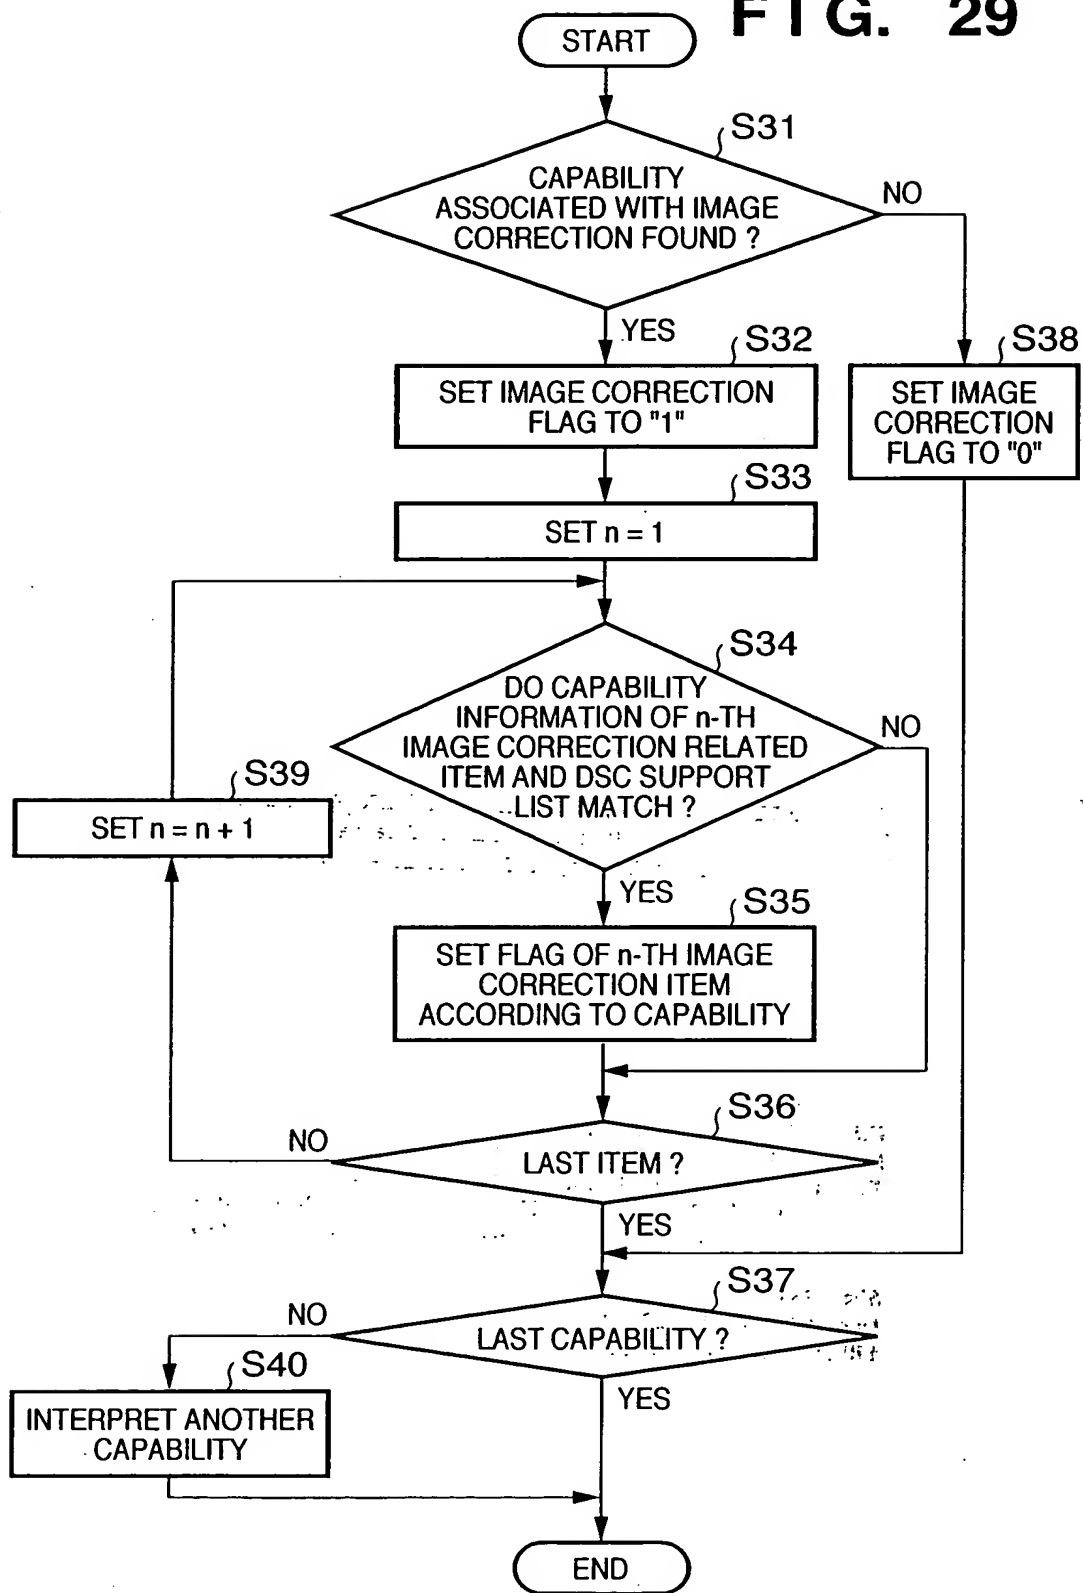 FIG. 29
START
S31
CAPABILITY
ASSOCIATED WITH IMAGE
CORRECTION FOUND ?
NO
YES
S32
SET IMAGE CORRECTION
FLAG TO "1"
S38
SET IMAGE
CORRECTION
FLAG TO "0"
S33
SET n = 1
S34
DO CAPABILITY
INFORMATION OF n-TH
IMAGE CORRECTION RELATED
ITEM AND DSC SUPPORT
LIST MATCH ?
NO
S39
SET n = n + 1
YES
S35
SET FLAG OF n-TH IMAGE
CORRECTION ITEM
ACCORDING TO CAPABILITY
S36
NO
LAST ITEM ?
YES
S37
NO
LAST CAPABILITY ?
S40
INTERPRET ANOTHER
CAPABILITY
YES
END